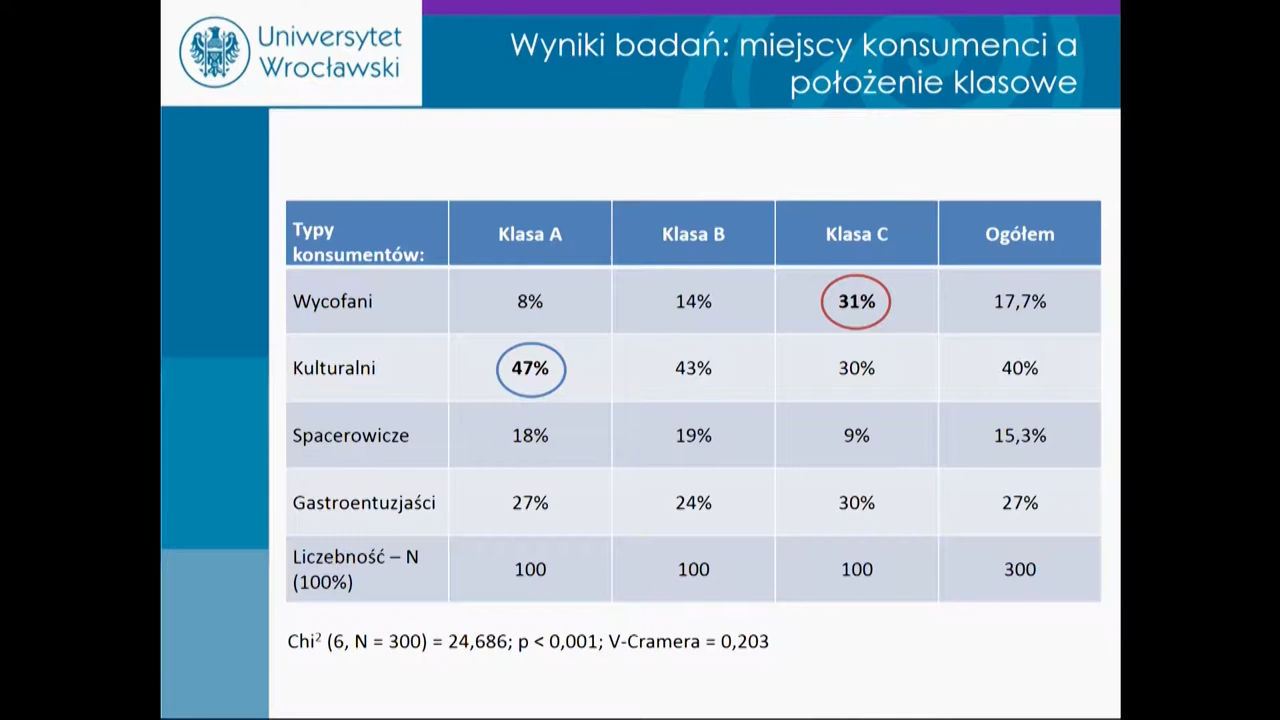 Uniwersytet
Wrocławski
Wyniki badań: miejscy konsumenci a
położenie klasowe
Typy
konsumentów:
Klasa A
Klasa B
Klasa C
Ogółem
Wycofani
8%
14%
31%
17,7%
Kulturalni
47%
43%
30%
40%
Spacerowicze
18%
19%
9%
15,3%
Gastroentuzjaści
27%
24%
30%
27%
Liczebność – N
(100%)
100
100
100
300
Chi² (6, N = 300) = 24,686; p < 0,001; V-Cramera = 0,203